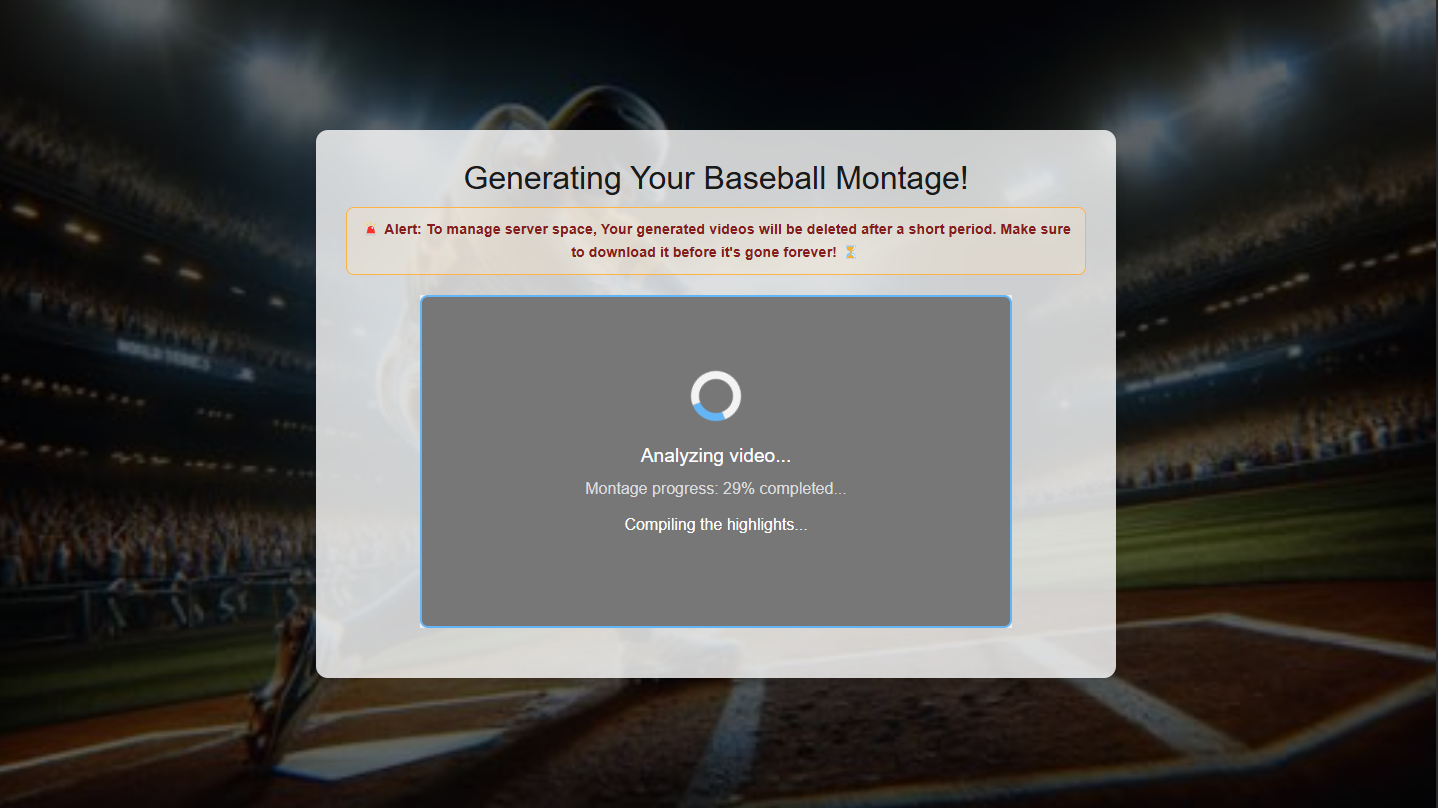 Generating Your Baseball Montage!
🚨 Alert: To manage server space, Your generated videos will be deleted after a short period. Make sure
to download it before it's gone forever! ⏳
Analyzing video...
Montage progress: 29% completed...
Compiling the highlights...